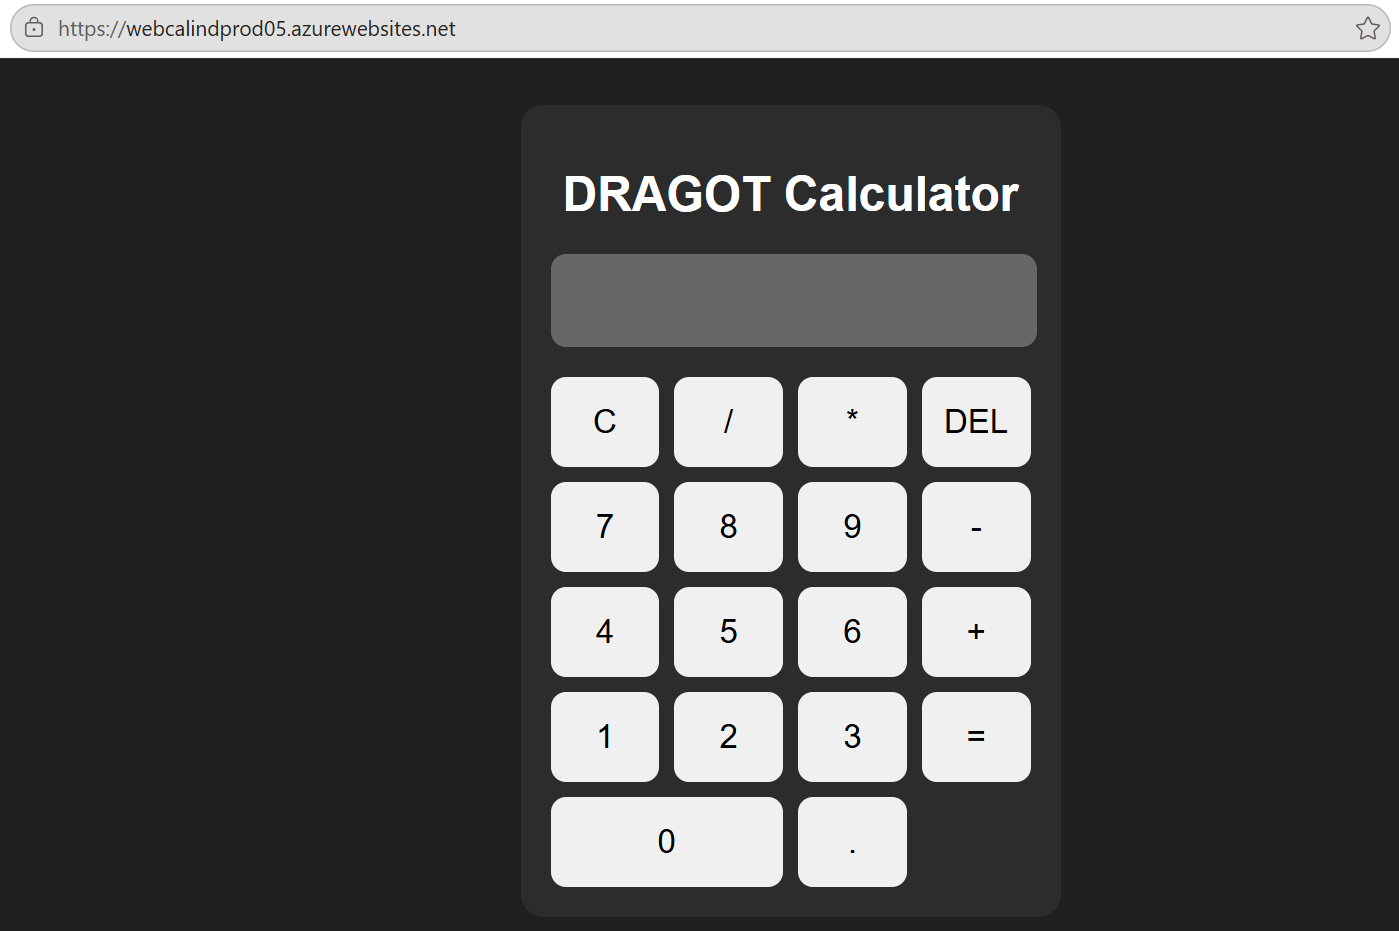 https://webcalindprod05.azurewebsites.net
DRAGOT Calculator
C / * DEL
7 8 9 -
4 5 6 +
1 2 3 =
0 .